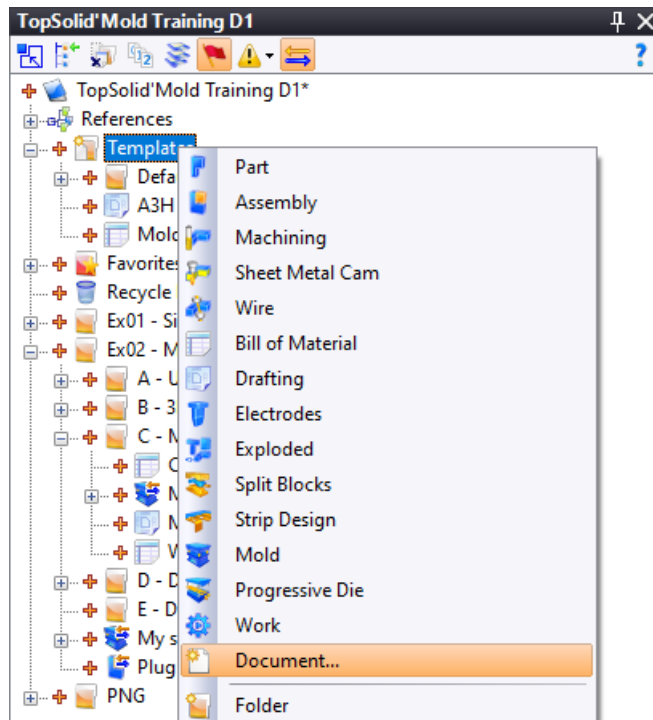 TopSolid'Mold Training D1
TopSolid'Mold Training D1*
References
Templates
Defa
A3H
Mold
Favorites
Recycle
Ex01 - Si
Ex02 - M
A - U
B - 3
C - M
D - D
E - D
My s
Plug
PNG
Part
Assembly
Machining
Sheet Metal Cam
Wire
Bill of Material
Drafting
Electrodes
Exploded
Split Blocks
Strip Design
Mold
Progressive Die
Work
Document...
Folder